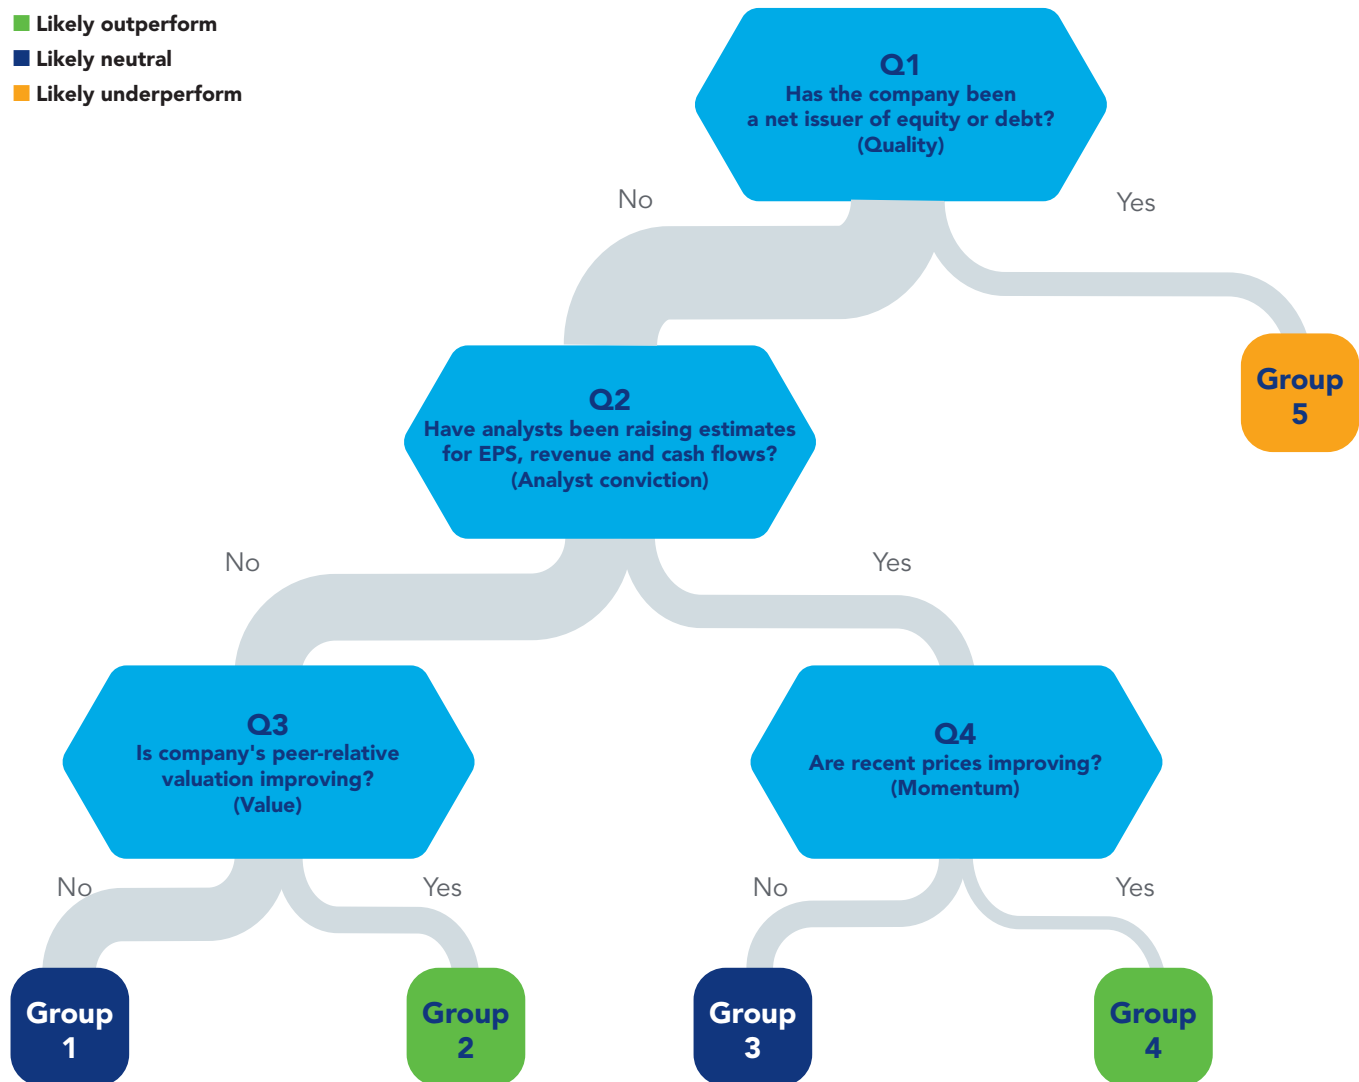 Likely outperform
Likely neutral
Likely underperform
Q1
Has the company been
a net issuer of equity or debt?
(Quality)
No
Yes
Group
5
Q2
Have analysts been raising estimates
for EPS, revenue and cash flows?
(Analyst conviction)
No
Yes
Q3
Is company's peer-relative
valuation improving?
(Value)
Q4
Are recent prices improving?
(Momentum)
No
Yes
No
Yes
Group
1
Group
2
Group
3
Group
4